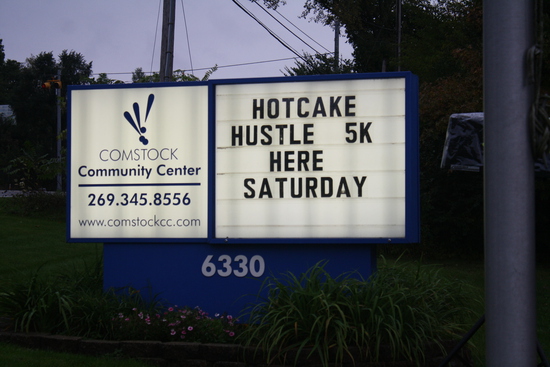 COMSTOCK
Community Center
269.345.8556
www.comstockcc.com
HOTCAKE
HUSTLE 5K
HERE
SATURDAY
6330